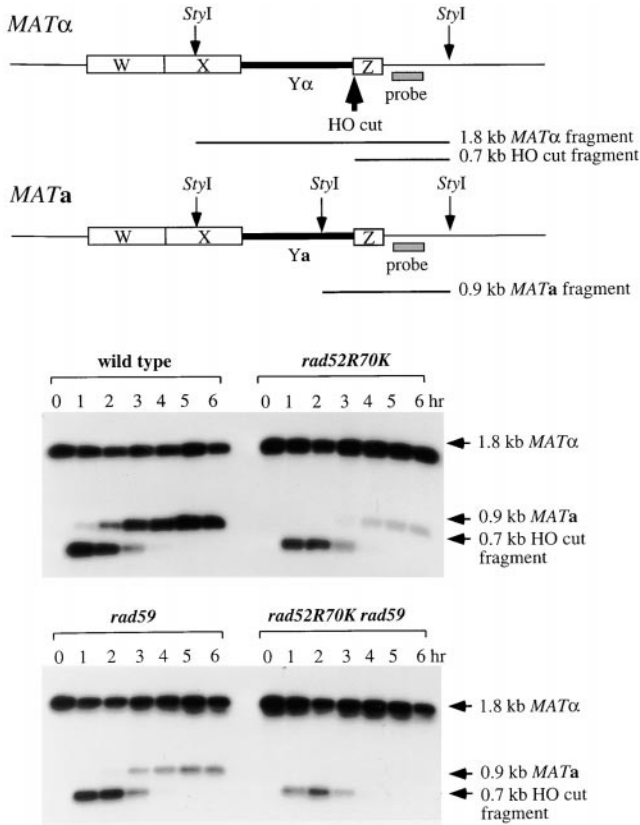 MATα
StyI StyI
W X Yα Z
probe
HO cut
1.8 kb MATα fragment
0.7 kb HO cut fragment
MATa
StyI StyI StyI
W X Ya Z
probe
0.9 kb MATa fragment
wild type rad52R70K
0 1 2 3 4 5 6 0 1 2 3 4 5 6 hr
1.8 kb MATα
0.9 kb MATa
0.7 kb HO cut
fragment
rad59 rad52R70K rad59
0 1 2 3 4 5 6 0 1 2 3 4 5 6 hr
1.8 kb MATα
0.9 kb MATa
0.7 kb HO cut
fragment